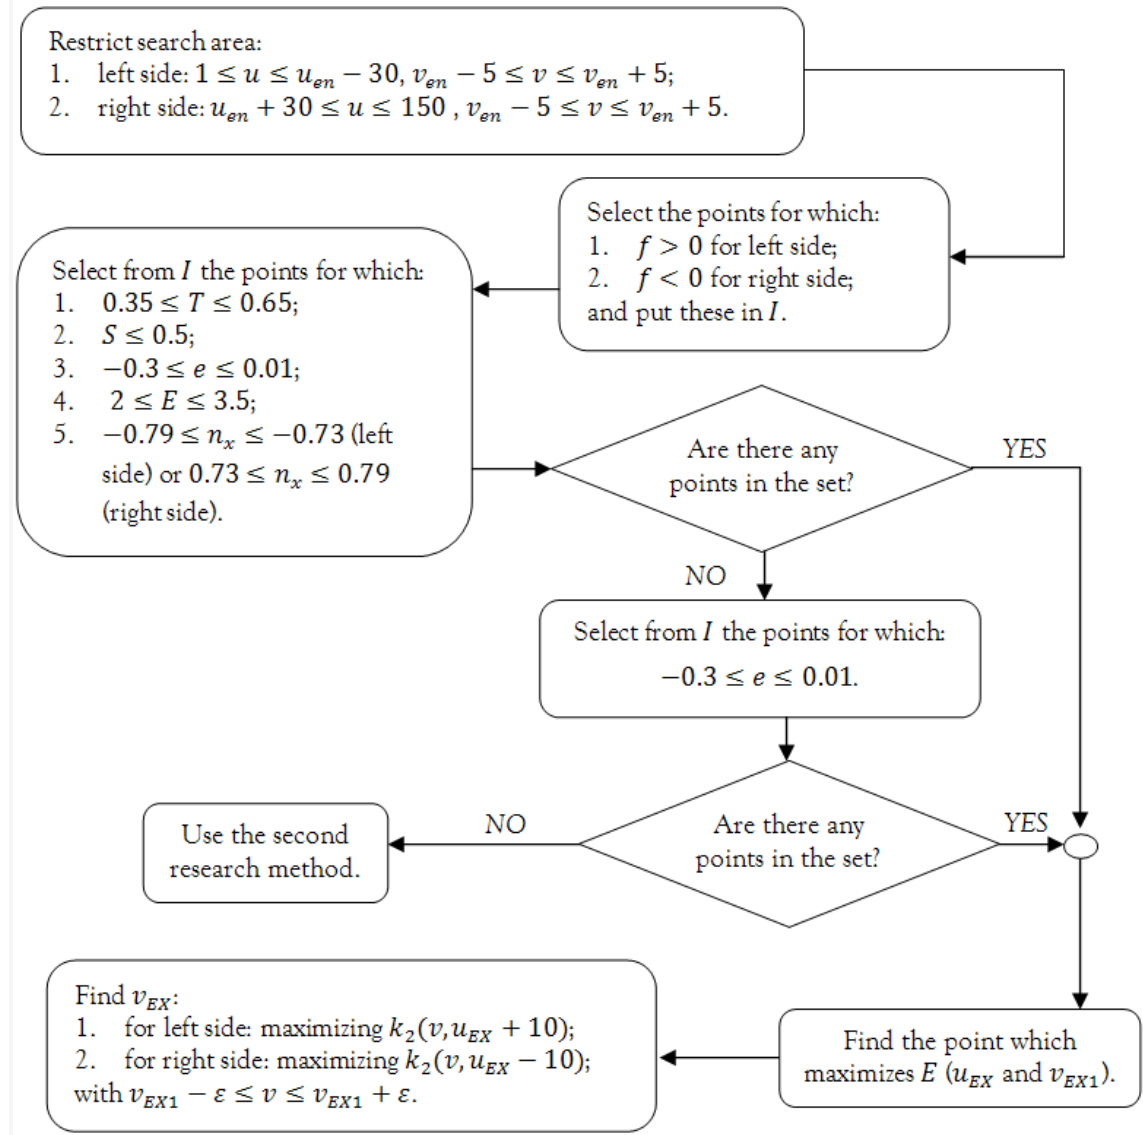 Restrict search area:
1. left side: 1 ≤ u ≤ u_en − 30, v_en − 5 ≤ v ≤ v_en + 5;
2. right side: u_en + 30 ≤ u ≤ 150 , v_en − 5 ≤ v ≤ v_en + 5.
Select the points for which:
1. f > 0 for left side;
2. f < 0 for right side;
and put these in I.
Select from I the points for which:
1. 0.35 ≤ T ≤ 0.65;
2. S ≤ 0.5;
3. −0.3 ≤ e ≤ 0.01;
4. 2 ≤ E ≤ 3.5;
5. −0.79 ≤ n_x ≤ −0.73 (left
side) or 0.73 ≤ n_x ≤ 0.79
(right side).
Are there any
points in the set?
YES
NO
Select from I the points for which:
−0.3 ≤ e ≤ 0.01.
Are there any
points in the set?
YES
NO
Use the second
research method.
Find the point which
maximizes E (u_EX and v_EX1).
Find v_EX:
1. for left side: maximizing k_2(v, u_EX + 10);
2. for right side: maximizing k_2(v, u_EX − 10);
with v_EX1 − ε ≤ v ≤ v_EX1 + ε.